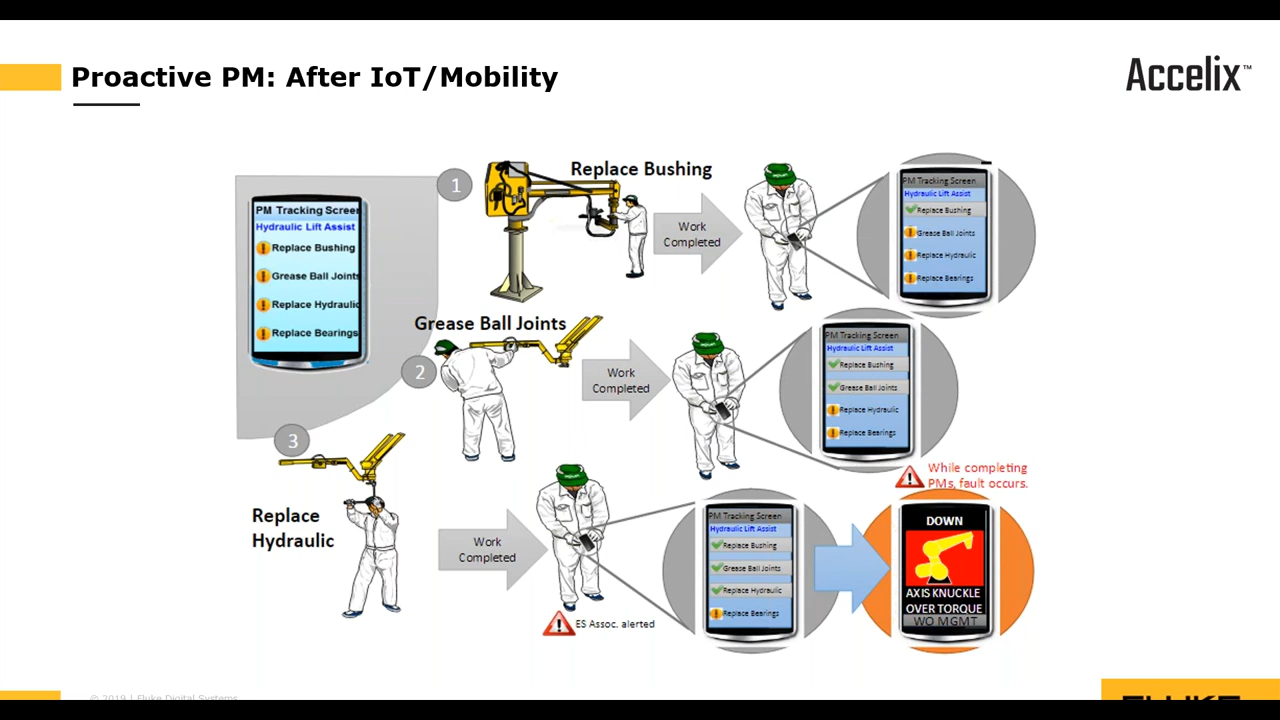 Proactive PM: After IoT/Mobility
Accelix™
PM Tracking Screen
Hydraulic Lift Assist
Replace Bushing
Grease Ball Joints
Replace Hydraulic
Replace Bearings
1
Replace Bushing
Work
Completed
PM Tracking Screen
Hydraulic Lift Assist
Replace Bushing
Grease Ball Joints
Replace Hydraulic
Replace Bearings
2
Grease Ball Joints
Work
Completed
PM Tracking Screen
Hydraulic Lift Assist
Replace Bushing
Grease Ball Joints
Replace Hydraulic
Replace Bearings
3
Replace
Hydraulic
Work
Completed
ES Assoc. alerted
PM Tracking Screen
Hydraulic Lift Assist
Replace Bushing
Grease Ball Joints
Replace Hydraulic
Replace Bearings
While completing
PMs, fault occurs.
DOWN
AXIS KNUCKLE
OVER TORQUE
WO MGMT
© 2019 | Fluke Digital Systems
FLUKE